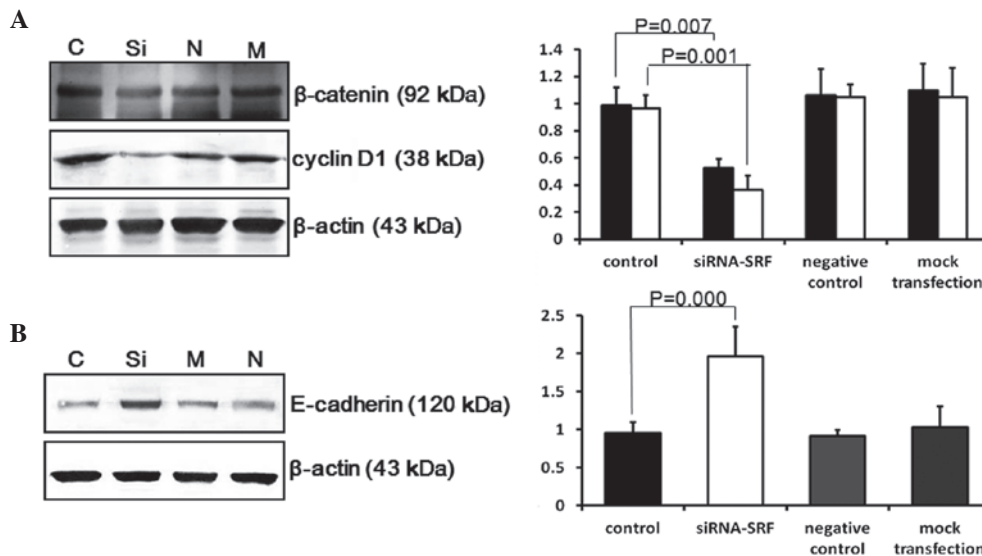 A
C Si N M
β-catenin (92 kDa)
cyclin D1 (38 kDa)
β-actin (43 kDa)
P=0.007
P=0.001
1.4
1.2
1
0.8
0.6
0.4
0.2
0
control siRNA-SRF negative control mock transfection
B
C Si M N
E-cadherin (120 kDa)
β-actin (43 kDa)
P=0.000
2.5
2
1.5
1
0.5
0
control siRNA-SRF negative control mock transfection